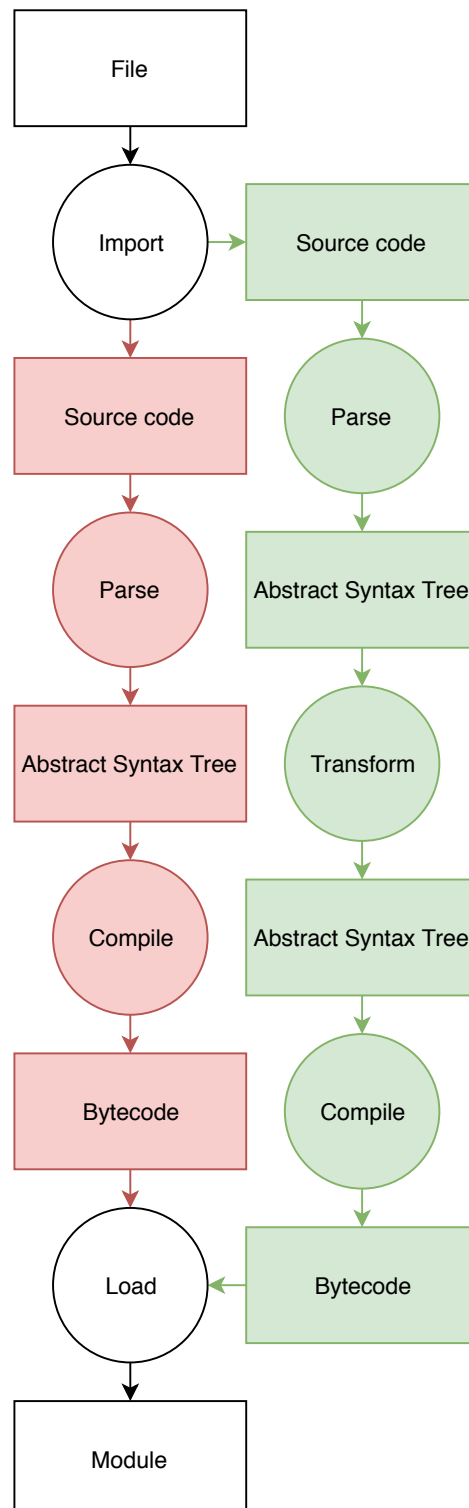 File
Import
Source code
Source code
Parse
Parse
Abstract Syntax Tree
Abstract Syntax Tree
Transform
Compile
Abstract Syntax Tree
Bytecode
Compile
Load
Bytecode
Module